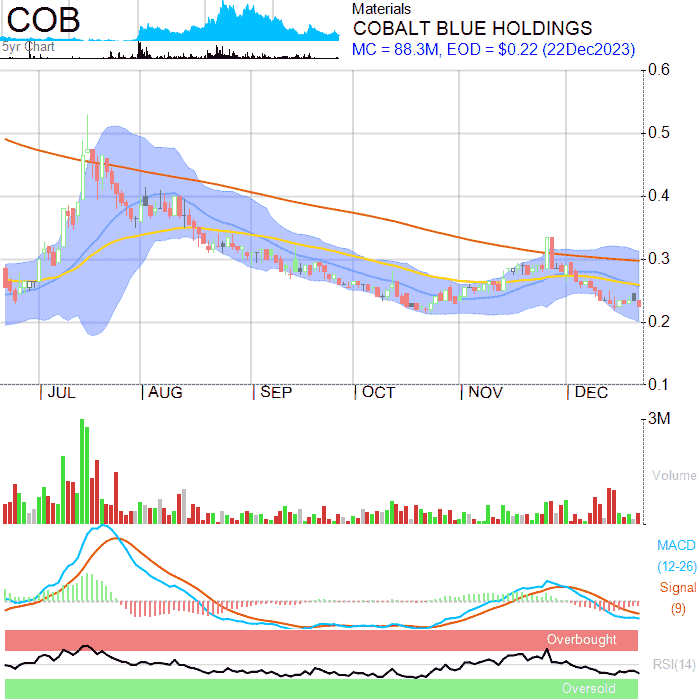 COB
5yr Chart
Materials
COBALT BLUE HOLDINGS
MC = 88.3M, EOD = $0.22 (22Dec2023)
0.6
0.5
0.4
0.3
0.2
0.1
JUL AUG SEP OCT NOV DEC
3M
Volume
MACD
(12-26)
Signal
(9)
Overbought
RSI(14)
Oversold